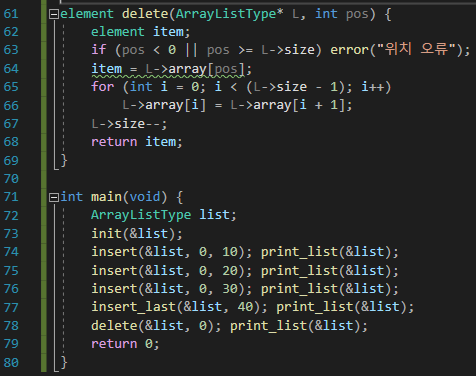 61 element delete(ArrayListType* L, int pos) {
62 element item;
63 if (pos < 0 || pos >= L->size) error("위치 오류");
64 item = L->array[pos];
65 for (int i = 0; i < (L->size - 1); i++)
66 L->array[i] = L->array[i + 1];
67 L->size--;
68 return item;
69 }
70
71 int main(void) {
72 ArrayListType list;
73 init(&list);
74 insert(&list, 0, 10); print_list(&list);
75 insert(&list, 0, 20); print_list(&list);
76 insert(&list, 0, 30); print_list(&list);
77 insert_last(&list, 40); print_list(&list);
78 delete(&list, 0); print_list(&list);
79 return 0;
80 }